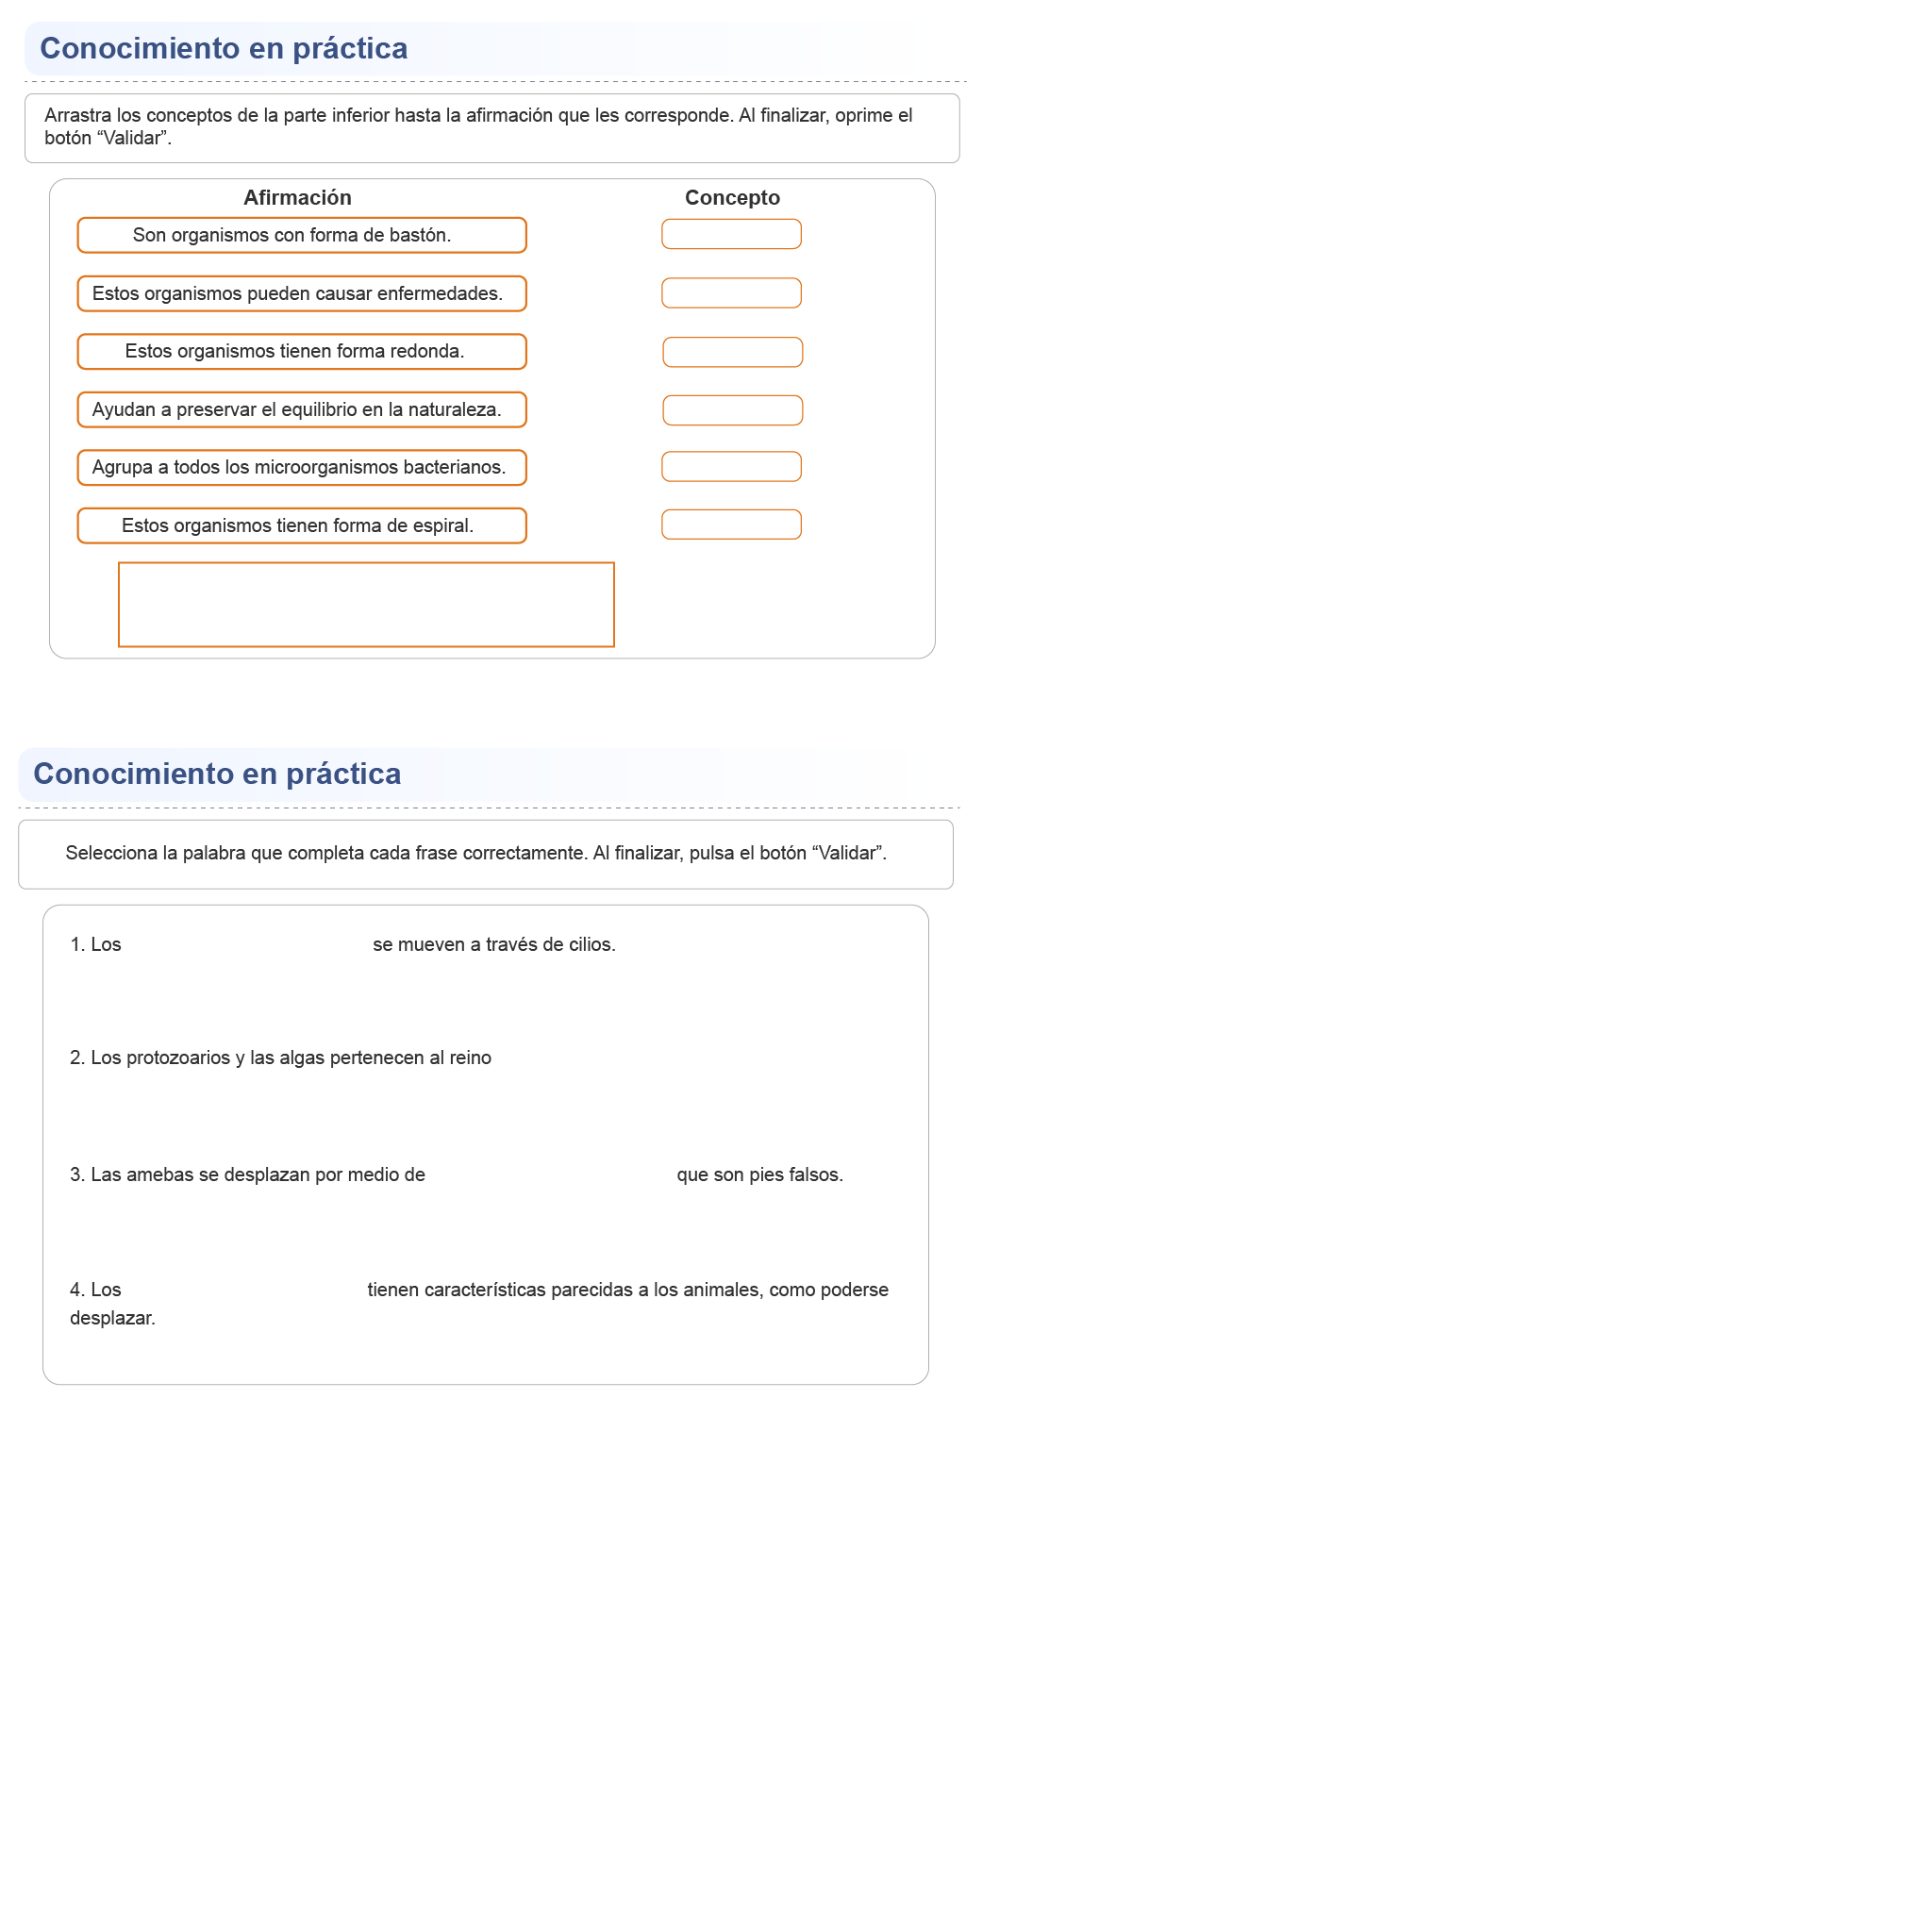 Conocimiento en práctica
Arrastra los conceptos de la parte inferior hasta la afirmación que les corresponde. Al finalizar, oprime el
botón “Validar”.
Afirmación
Concepto
Son organismos con forma de bastón.
Estos organismos pueden causar enfermedades.
Estos organismos tienen forma redonda.
Ayudan a preservar el equilibrio en la naturaleza.
Agrupa a todos los microorganismos bacterianos.
Estos organismos tienen forma de espiral.
Conocimiento en práctica
Selecciona la palabra que completa cada frase correctamente. Al finalizar, pulsa el botón “Validar”.
1. Los se mueven a través de cilios.
2. Los protozoarios y las algas pertenecen al reino
3. Las amebas se desplazan por medio de que son pies falsos.
4. Los tienen características parecidas a los animales, como poderse
desplazar.